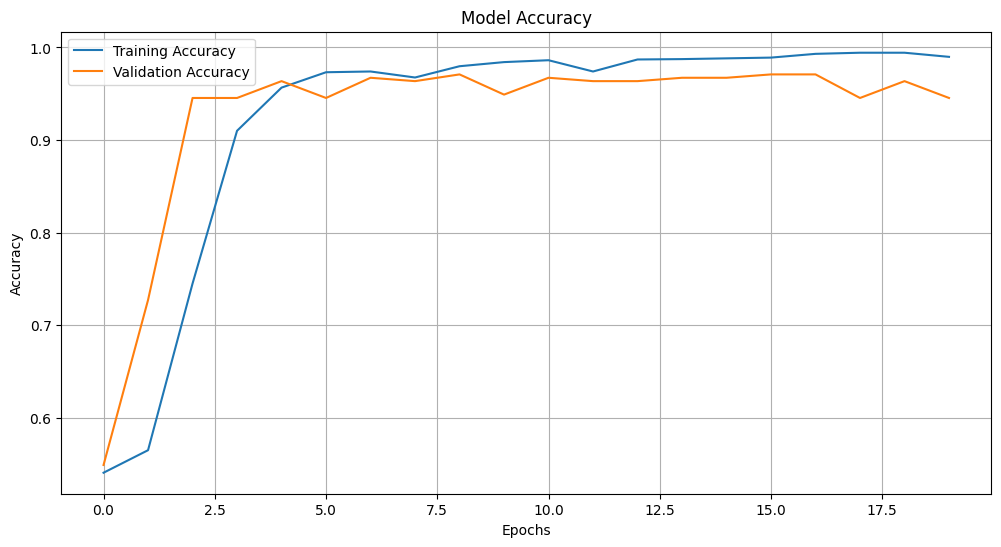 Model Accuracy
Training Accuracy
Validation Accuracy
1.0
0.9
0.8
0.7
0.6
Accuracy
0.0 2.5 5.0 7.5 10.0 12.5 15.0 17.5
Epochs